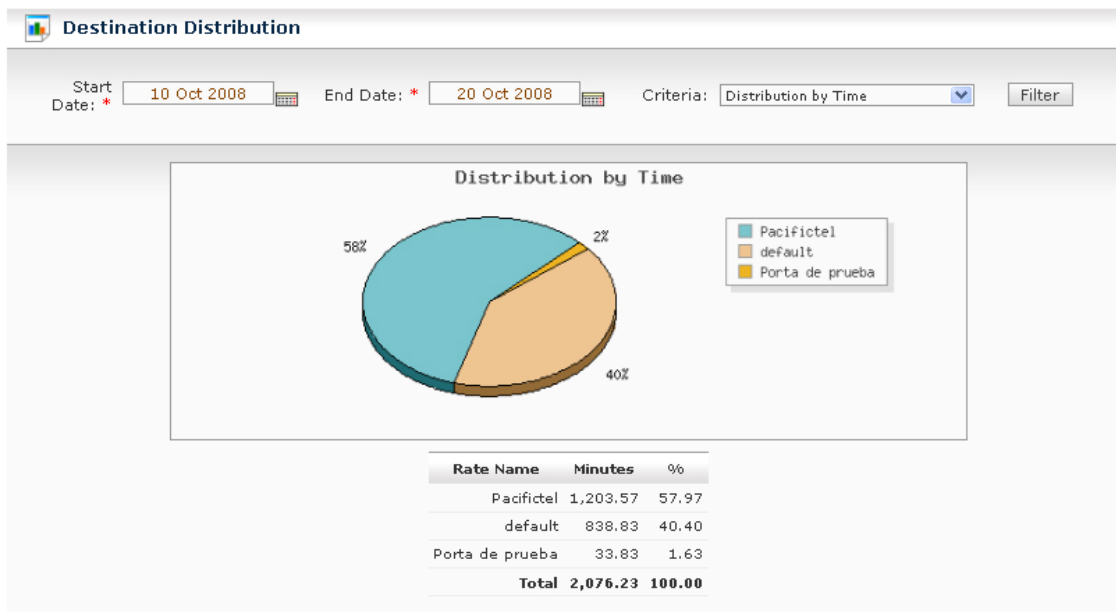 Destination Distribution
Start Date: * 10 Oct 2008 End Date: * 20 Oct 2008 Criteria: Distribution by Time Filter
Distribution by Time
58%
2%
40%
Pacifictel
default
Porta de prueba
Rate Name Minutes %
Pacifictel 1,203.57 57.97
default 838.83 40.40
Porta de prueba 33.83 1.63
Total 2,076.23 100.00